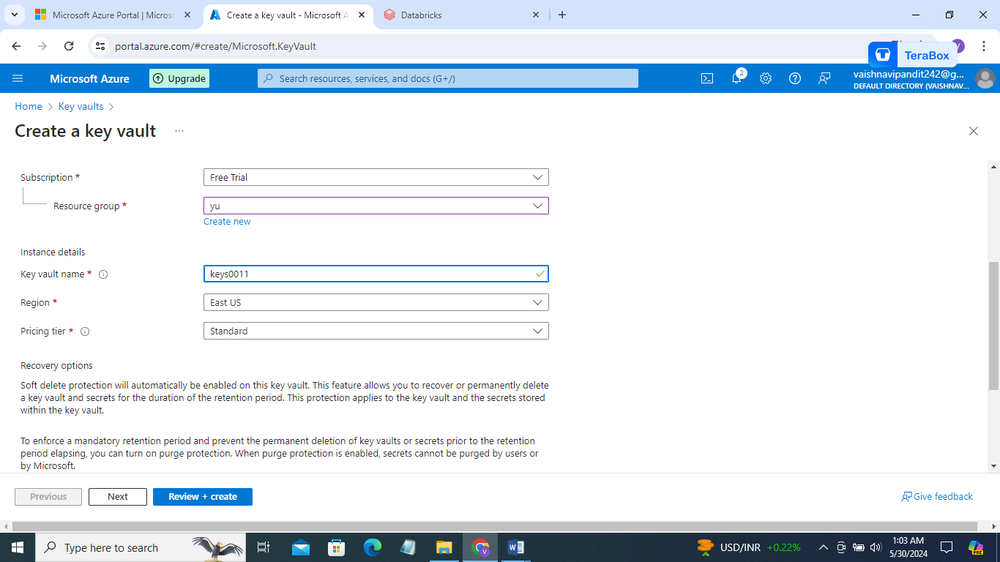 Microsoft Azure Portal | Micros
Create a key vault - Microsoft A
Databricks
portal.azure.com/#create/Microsoft.KeyVault
TeraBox
Microsoft Azure
Upgrade
Search resources, services, and docs (G+/)
2
vaishnavipandit242@g...
DEFAULT DIRECTORY (VAISHNAV...
Home > Key vaults >
Create a key vault ...
Subscription *
Free Trial
Resource group *
yu
Create new
Instance details
Key vault name *
keys0011
Region *
East US
Pricing tier *
Standard
Recovery options
Soft delete protection will automatically be enabled on this key vault. This feature allows you to recover or permanently delete
a key vault and secrets for the duration of the retention period. This protection applies to the key vault and the secrets stored
within the key vault.
To enforce a mandatory retention period and prevent the permanent deletion of key vaults or secrets prior to the retention
period elapsing, you can turn on purge protection. When purge protection is enabled, secrets cannot be purged by users or
by Microsoft.
Previous
Next
Review + create
Give feedback
Type here to search
USD/INR +0.22%
1:03 AM
5/30/2024